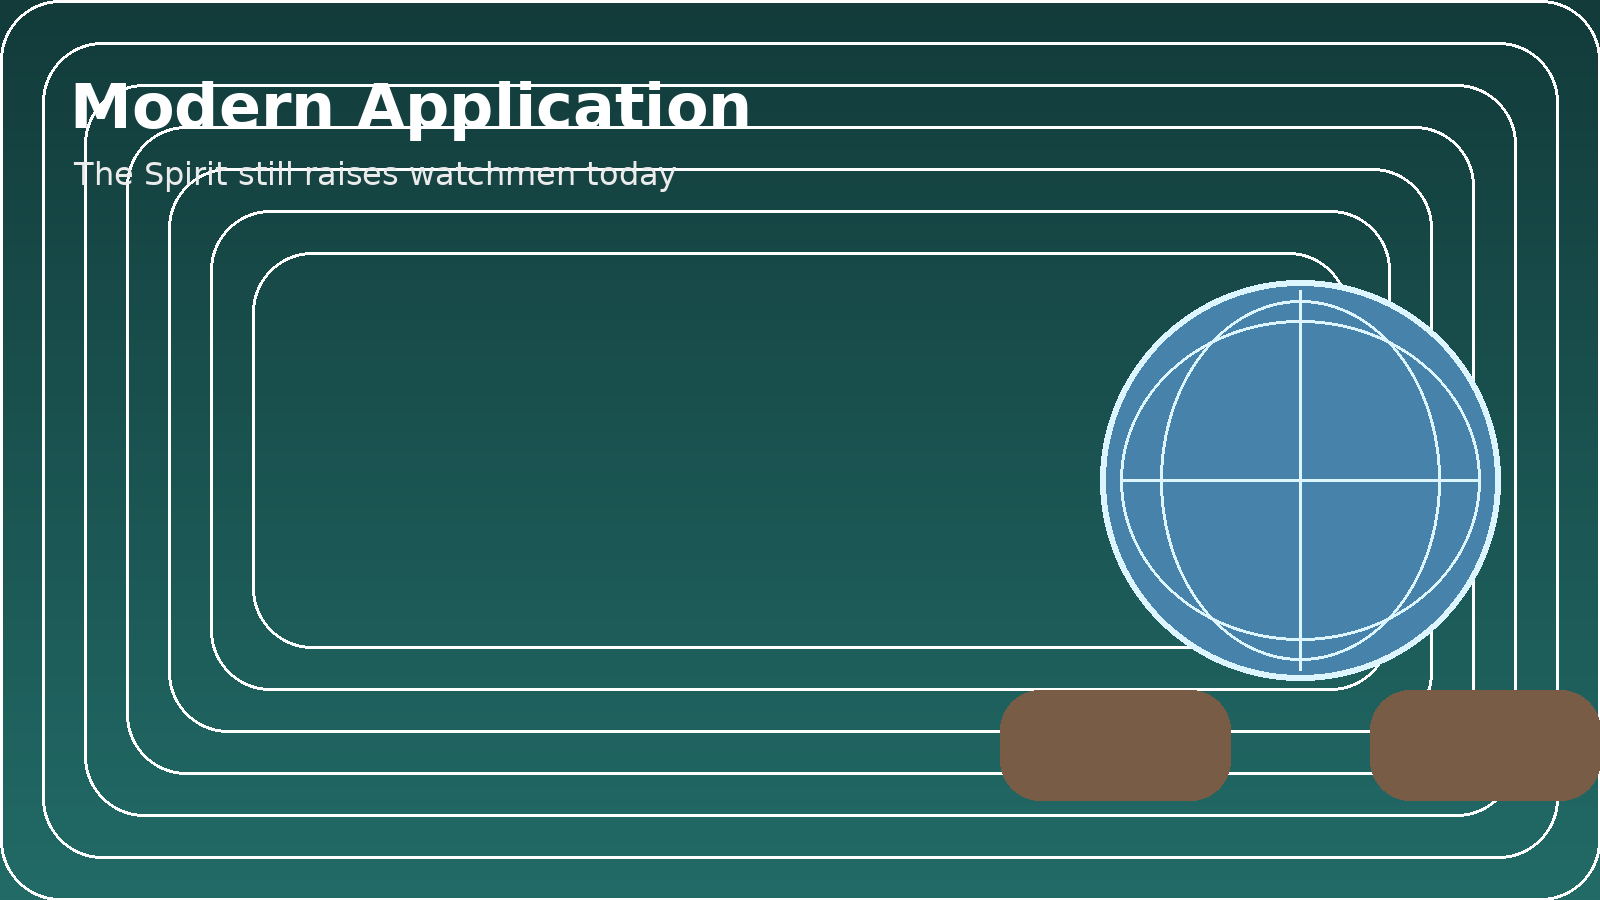 Modern Application
The Spirit still raises watchmen today